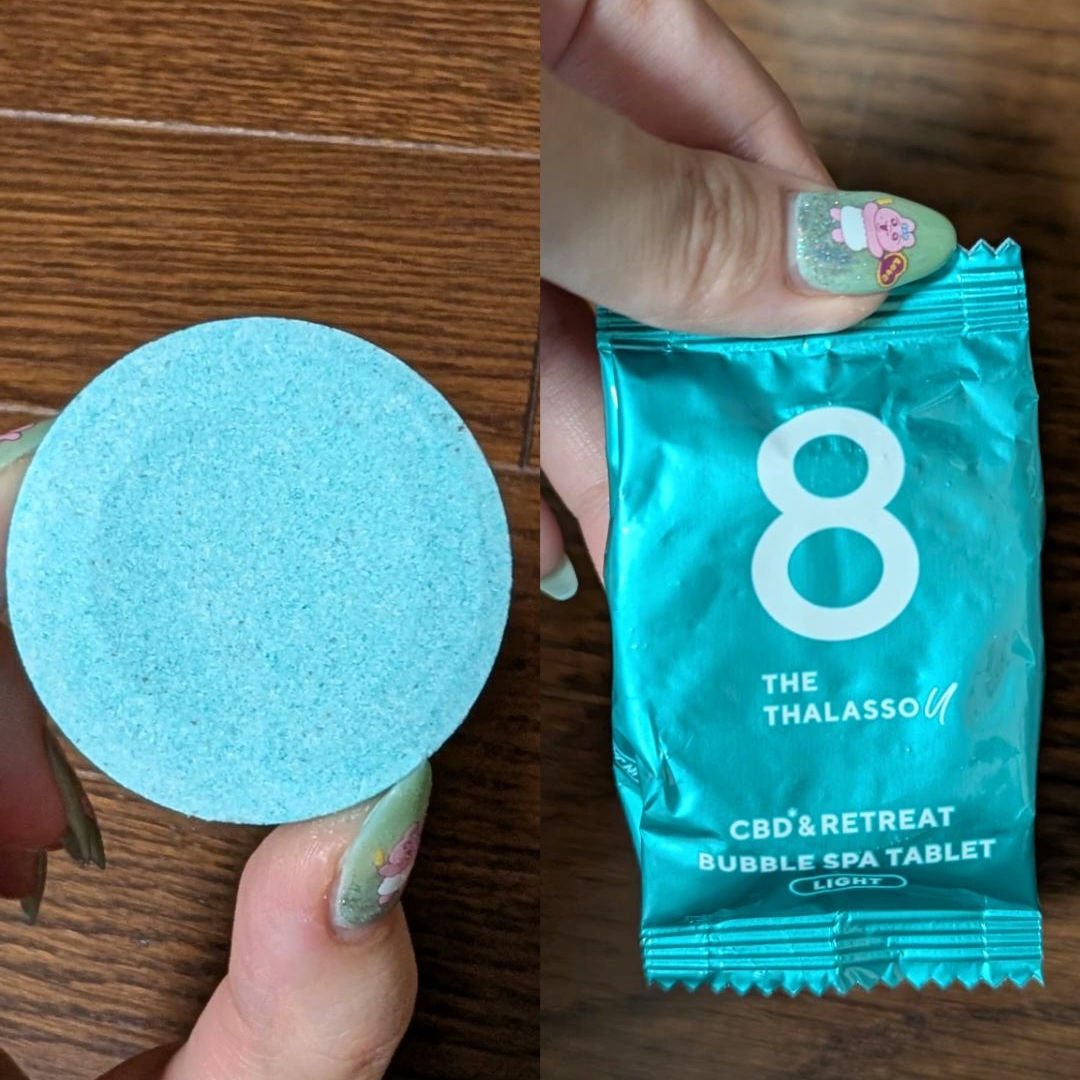 8
THE
THALASSO u
CBD*& RETREAT
BUBBLE SPA TABLET
LIGHT